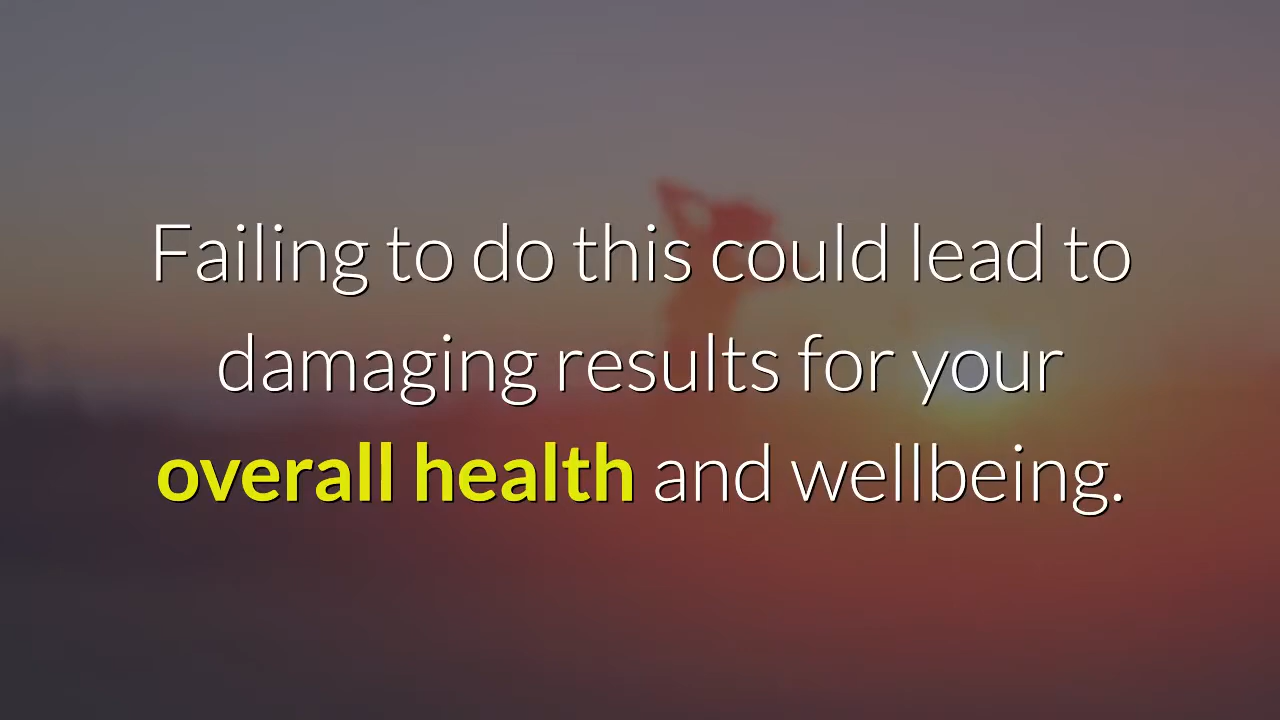 Failing to do this could lead to
damaging results for your
overall health and wellbeing.